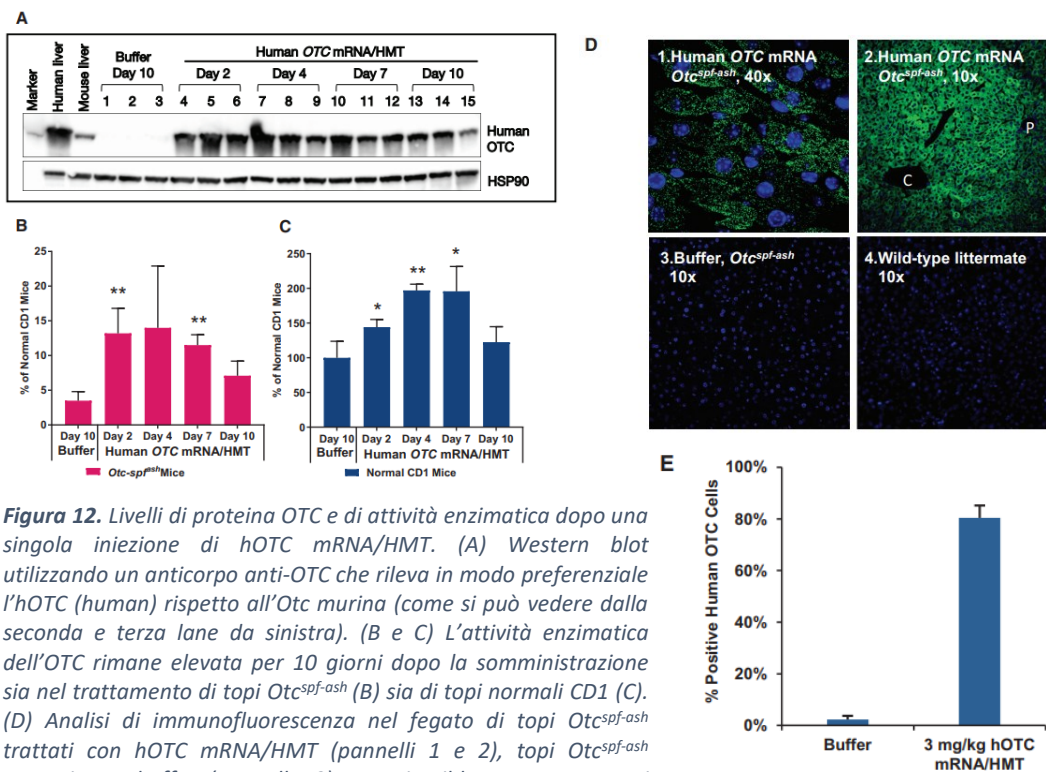 A
Marker
Human liver
Mouse liver
Buffer
Day 10
Human OTC mRNA/HMT
Day 2 Day 4 Day 7 Day 10
1 2 3 4 5 6 7 8 9 10 11 12 13 14 15
Human
OTC
HSP90
B
% of Normal CD1 Mice
25
20
15
10
5
0
**
**
Day 10 Day 2 Day 4 Day 7 Day 10
Buffer Human OTC mRNA/HMT
Otc-spfashMice
C
% of Normal CD1 Mice
250
200
150
100
50
0
*
**
*
Day 10 Day 2 Day 4 Day 7 Day 10
Buffer Human OTC mRNA/HMT
Normal CD1 Mice
Figura 12. Livelli di proteina OTC e di attività enzimatica dopo una
singola iniezione di hOTC mRNA/HMT. (A) Western blot
utilizzando un anticorpo anti-OTC che rileva in modo preferenziale
l'hOTC (human) rispetto all'Otc murina (come si può vedere dalla
seconda e terza lane da sinistra). (B e C) L'attività enzimatica
dell'OTC rimane elevata per 10 giorni dopo la somministrazione
sia nel trattamento di topi Otcspf-ash (B) sia di topi normali CD1 (C).
(D) Analisi di immunofluorescenza nel fegato di topi Otcspf-ash
trattati con hOTC mRNA/HMT (pannelli 1 e 2), topi Otcspf-ash
D
1.Human OTC mRNA
Otcspf-ash, 40x
2.Human OTC mRNA
Otcspf-ash, 10x
P
C
3.Buffer, Otcspf-ash
10x
4.Wild-type littermate
10x
E
% Positive Human OTC Cells
100%
80%
60%
40%
20%
0%
Buffer
3 mg/kg hOTC
mRNA/HMT